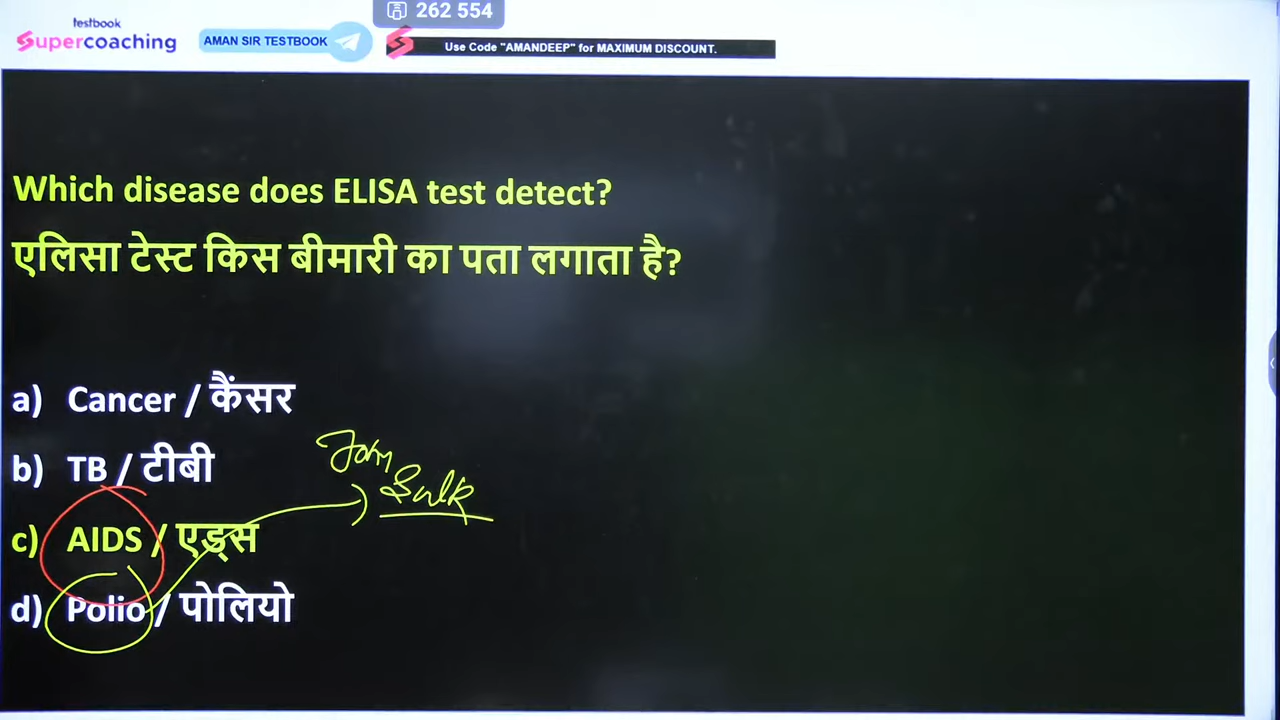 testbook
Supercoaching
AMAN SIR TESTBOOK
262 554
Use Code "AMANDEEP" for MAXIMUM DISCOUNT.
Which disease does ELISA test detect?
एलिसा टेस्ट किस बीमारी का पता लगाता है?
a) Cancer / कैंसर
b) TB / टीबी
c) AIDS / एड्स
d) Polio / पोलियो
John
Salk